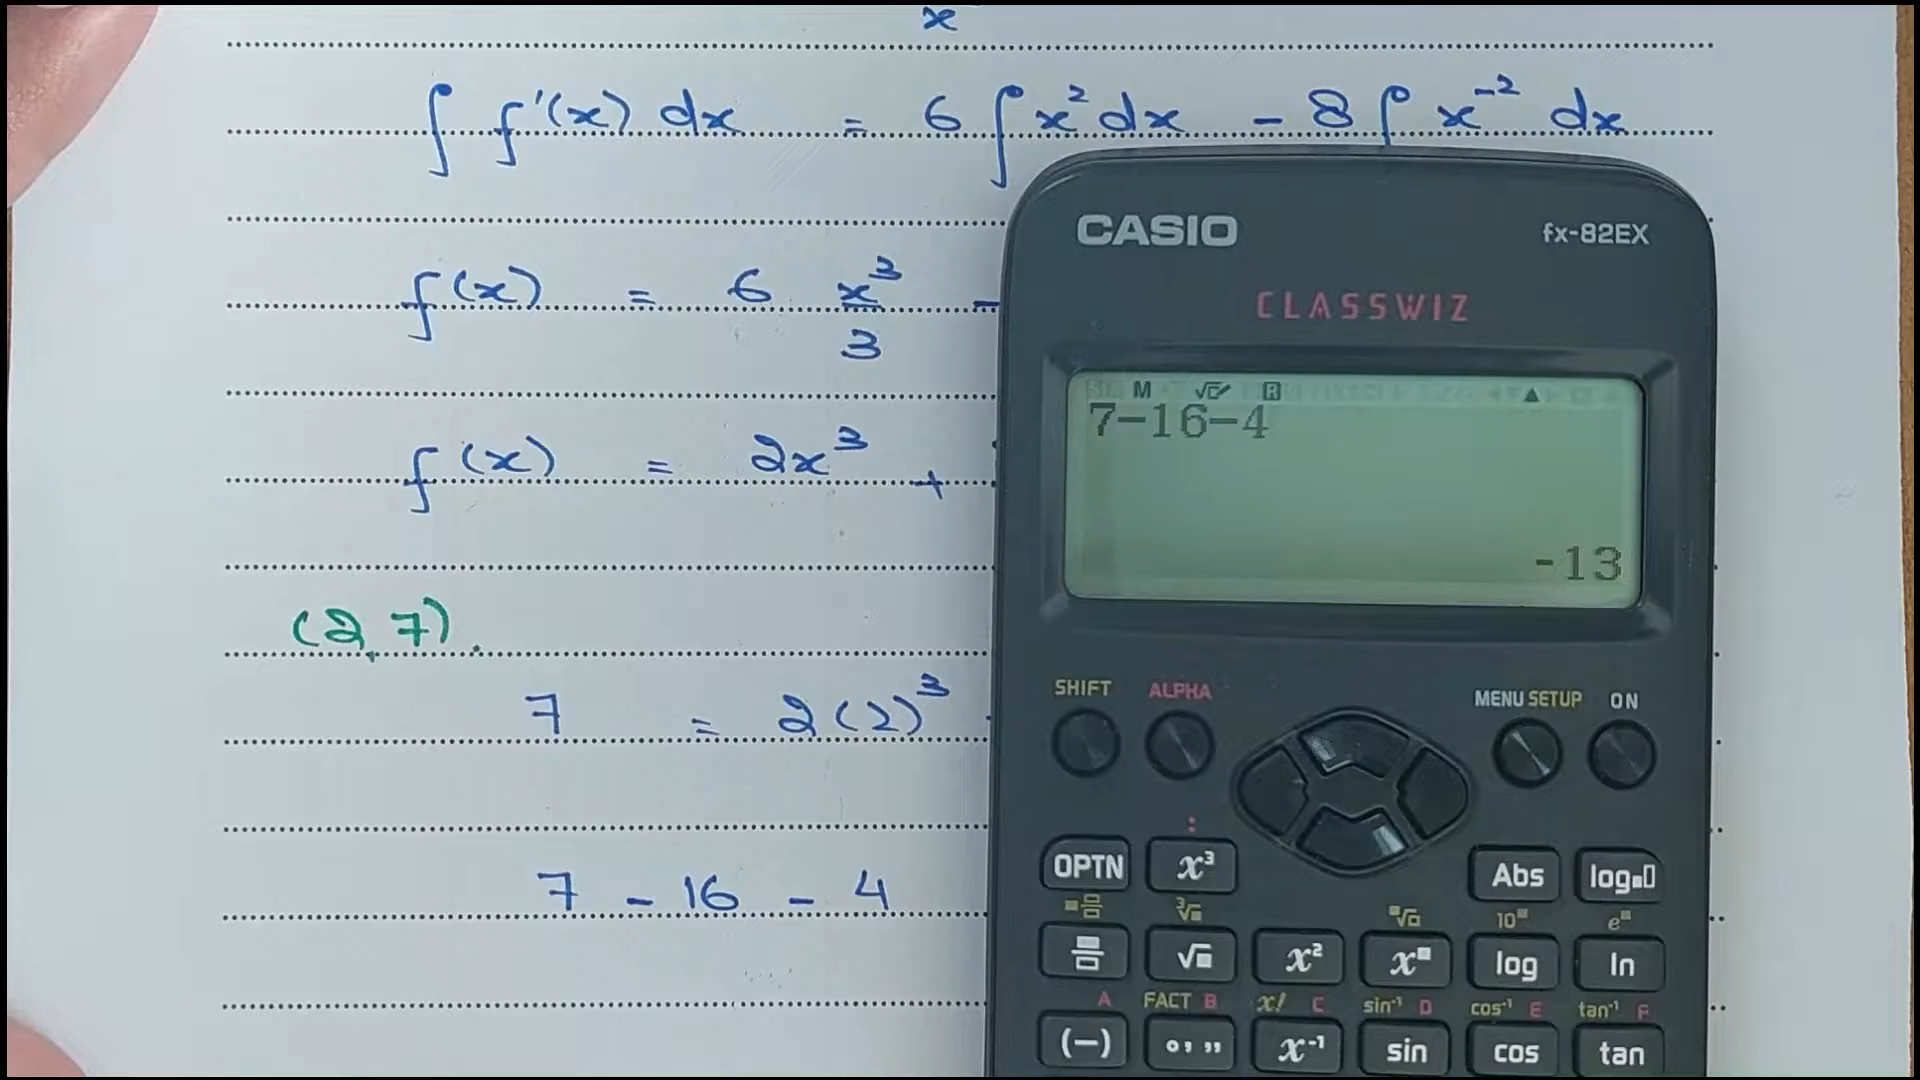 x
∫ f'(x) dx = 6 ∫ x² dx - 8 ∫ x⁻² dx
f(x) = 6 x³/3 -
f(x) = 2x³ +
(2,7).
7 = 2(2)³
7 - 16 - 4
CASIO fx-82EX
CLASSWIZ
M √ R ▲
7-16-4
-13
SHIFT ALPHA MENU SETUP ON
:
OPTN x³ Abs log▪□
▪⊟ ³√▪ ▪√□ 10▪ e▪
⊟ √▪ x² x▪ log ln
A FACT B x! C sin⁻¹ D cos⁻¹ E tan⁻¹ F
(−) °,,, x⁻¹ sin cos tan